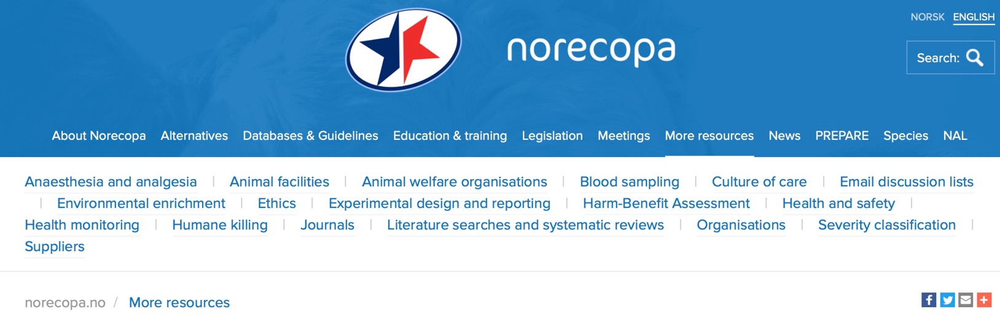 norecopa
NORSK ENGLISH
Search:
About Norecopa Alternatives Databases & Guidelines Education & training Legislation Meetings More resources News PREPARE Species NAL
Anaesthesia and analgesia | Animal facilities | Animal welfare organisations | Blood sampling | Culture of care | Email discussion lists
| Environmental enrichment | Ethics | Experimental design and reporting | Harm-Benefit Assessment | Health and safety |
Health monitoring | Humane killing | Journals | Literature searches and systematic reviews | Organisations | Severity classification |
Suppliers
norecopa.no / More resources